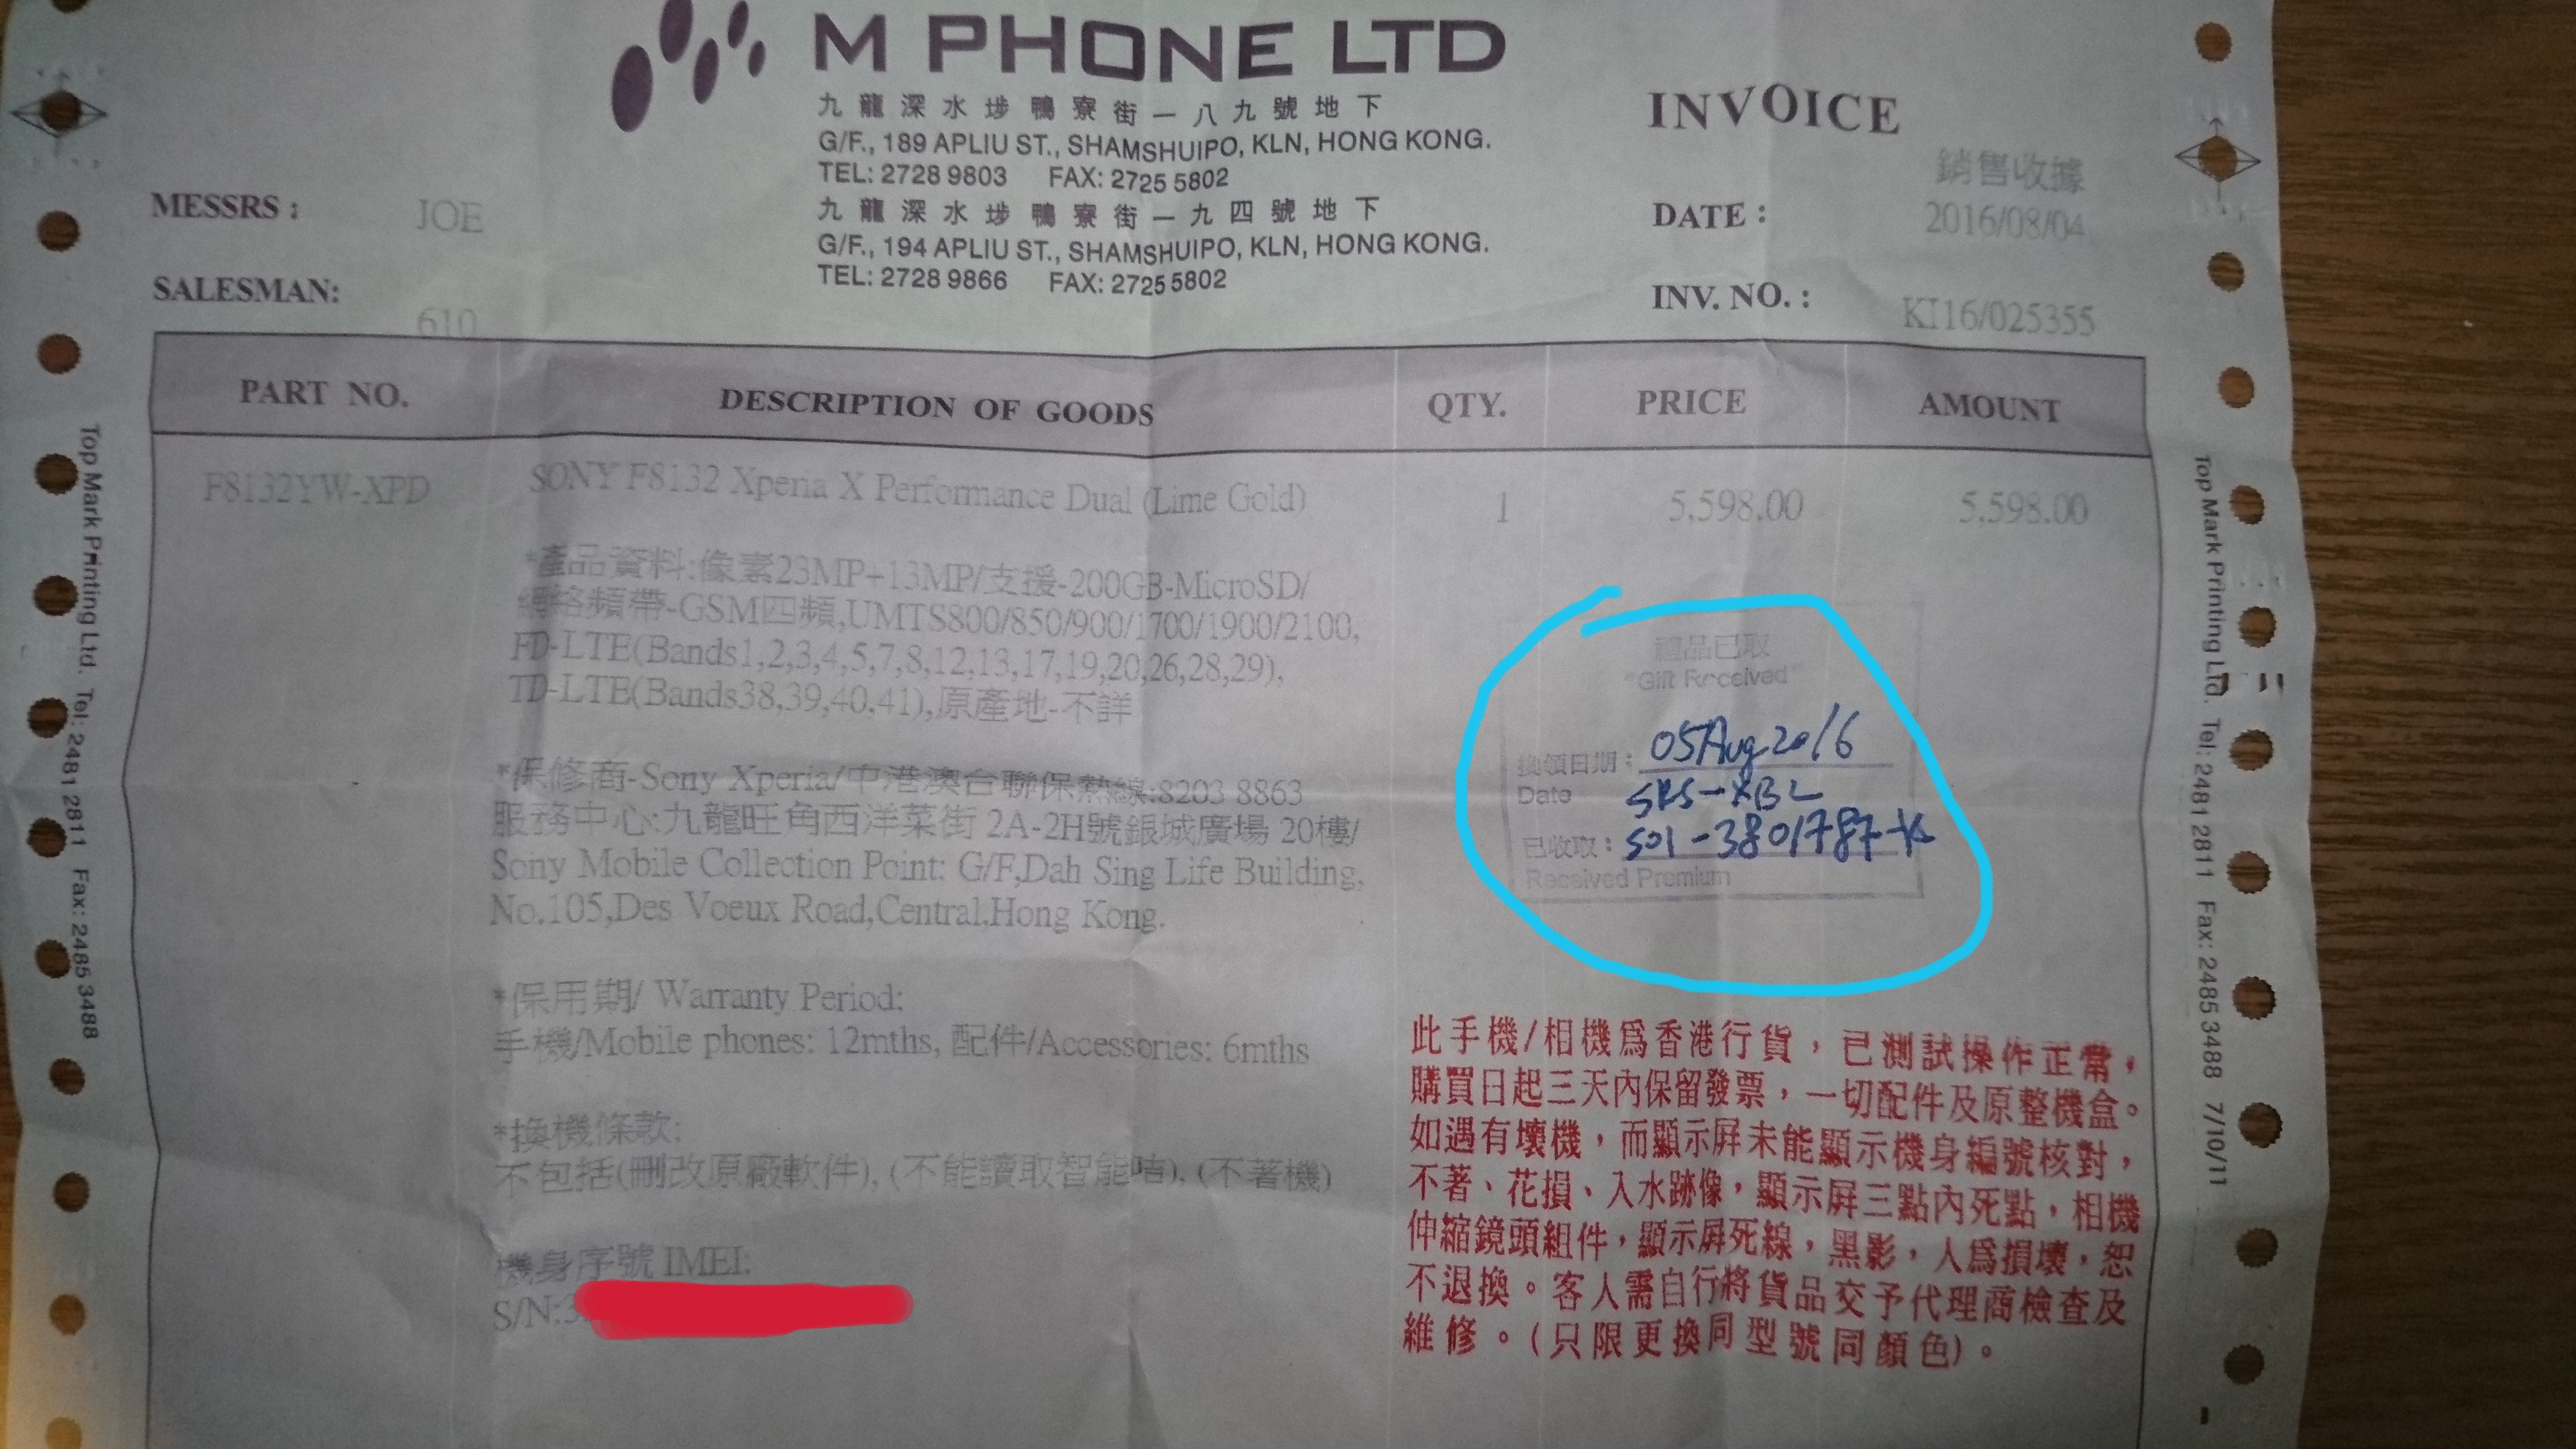 M PHONE LTD
九龍深水埗鴨寮街一八九號地下
G/F., 189 APLIU ST., SHAMSHUIPO, KLN, HONG KONG.
TEL: 2728 9803 FAX: 2725 5802
九龍深水埗鴨寮街一九四號地下
G/F., 194 APLIU ST., SHAMSHUIPO, KLN, HONG KONG.
TEL: 2728 9866 FAX: 2725 5802
INVOICE
銷售收據
MESSRS : JOE
DATE : 2016/08/04
SALESMAN: 610
INV. NO. : KI16/025355
PART NO. DESCRIPTION OF GOODS QTY. PRICE AMOUNT
F8132YW-XPD SONY F8132 Xperia X Performance Dual (Lime Gold) 1 5,598.00 5,598.00
*產品資料:像素23MP+13MP/支援-200GB-MicroSD/
網絡頻帶-GSM四頻,UMTS800/850/900/1700/1900/2100,
FD-LTE(Bands1,2,3,4,5,7,8,12,13,17,19,20,26,28,29),
TD-LTE(Bands38,39,40,41),原產地-不詳
*保修商-Sony Xperia/中港澳台聯保熱線:8203 8863
服務中心:九龍旺角西洋菜街 2A-2H號銀城廣場 20樓/
Sony Mobile Collection Point: G/F,Dah Sing Life Building,
No.105,Des Voeux Road,Central,Hong Kong.
*保用期/ Warranty Period:
手機/Mobile phones: 12mths, 配件/Accessories: 6mths
*換機條款:
不包括(刪改原廠軟件), (不能讀取智能咭), (不著機)
機身序號 IMEI:
S/N:3
禮品已取
*Gift Received*
換領日期 : 05Aug2016
Date SRS-XB2
已收取 : S01-3801787-K
Received Premium
此手機/相機爲香港行貨，已測試操作正常，
購買日起三天內保留發票，一切配件及原整機盒。
如遇有壞機，而顯示屏未能顯示機身編號核對，
不著、花損、入水跡像，顯示屏三點內死點，相機
伸縮鏡頭組件，顯示屏死線，黑影，人爲損壞，恕
不退換。客人需自行將貨品交予代理商檢查及
維修。(只限更換同型號同顏色)。
Top Mark Printing Ltd. Tel: 2481 2811 Fax: 2485 3488
Top Mark Printing Ltd. Tel: 2481 2811 Fax: 2485 3488 7/10/11